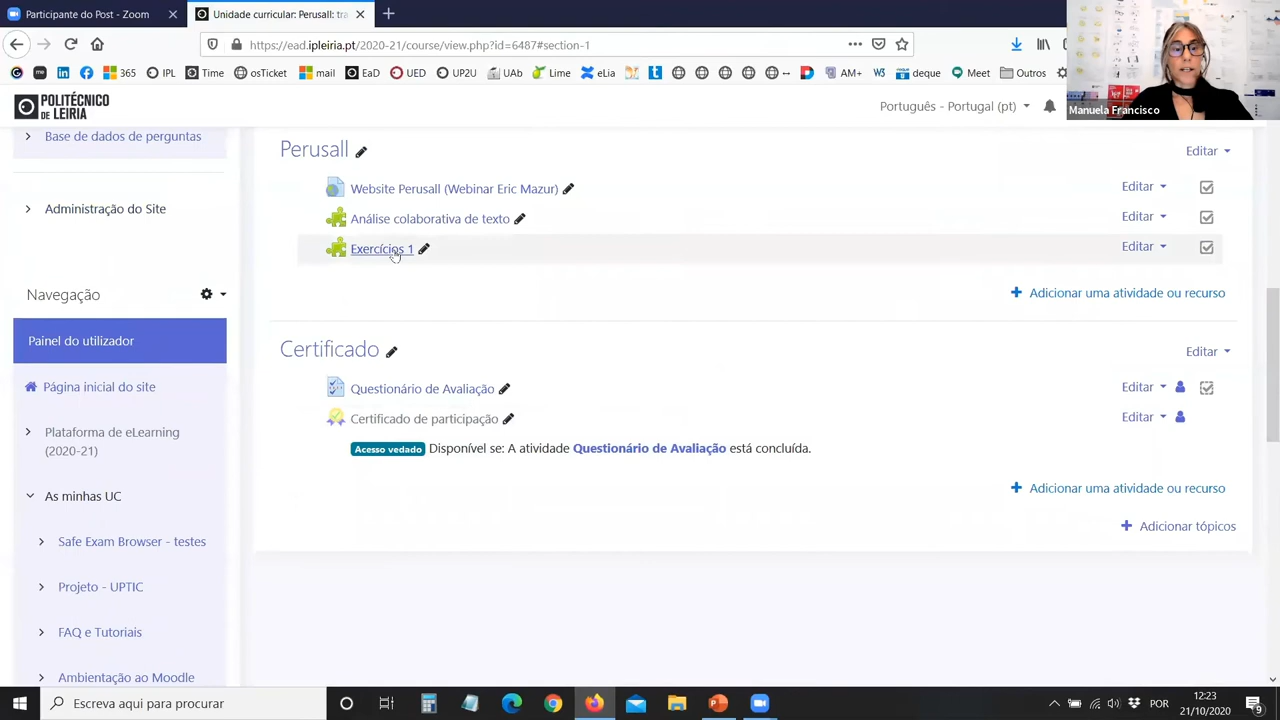 Participante do Post - Zoom
Unidade curricular: Perusall: tra
https://ead.ipleiria.pt/2020-21/course/view.php?id=6487#section-1
365 IPL Time osTicket mail EaD UED UP2U UAb Lime eLia AM+ W3 deque Meet Outros
POLITÉCNICO
DE LEIRIA
Português - Portugal (pt)
Manuela Francisco
Base de dados de perguntas
Administração do Site
Navegação
Painel do utilizador
Página inicial do site
Plataforma de eLearning
(2020-21)
As minhas UC
Safe Exam Browser - testes
Projeto - UPTIC
FAQ e Tutoriais
Ambientação ao Moodle
Perusall
Editar
Website Perusall (Webinar Eric Mazur)
Editar
Análise colaborativa de texto
Editar
Exercícios 1
Editar
Adicionar uma atividade ou recurso
Certificado
Editar
Questionário de Avaliação
Editar
Certificado de participação
Editar
Acesso vedado Disponível se: A atividade Questionário de Avaliação está concluída.
Adicionar uma atividade ou recurso
Adicionar tópicos
Escreva aqui para procurar
POR
12:23
21/10/2020
9